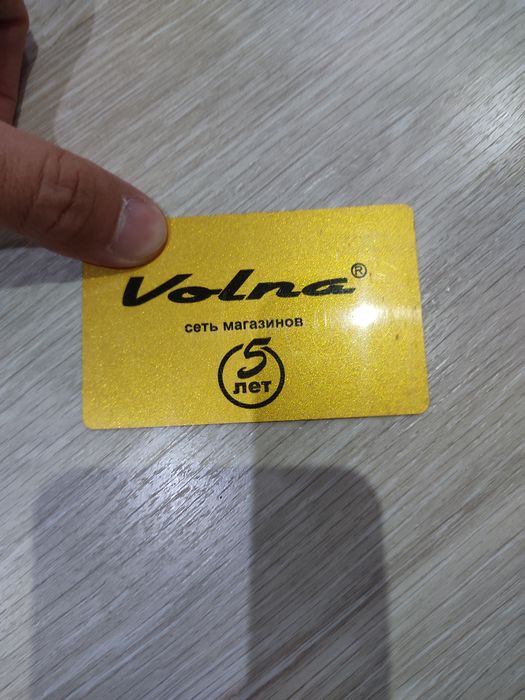 Volna®
сеть магазинов
5
лет